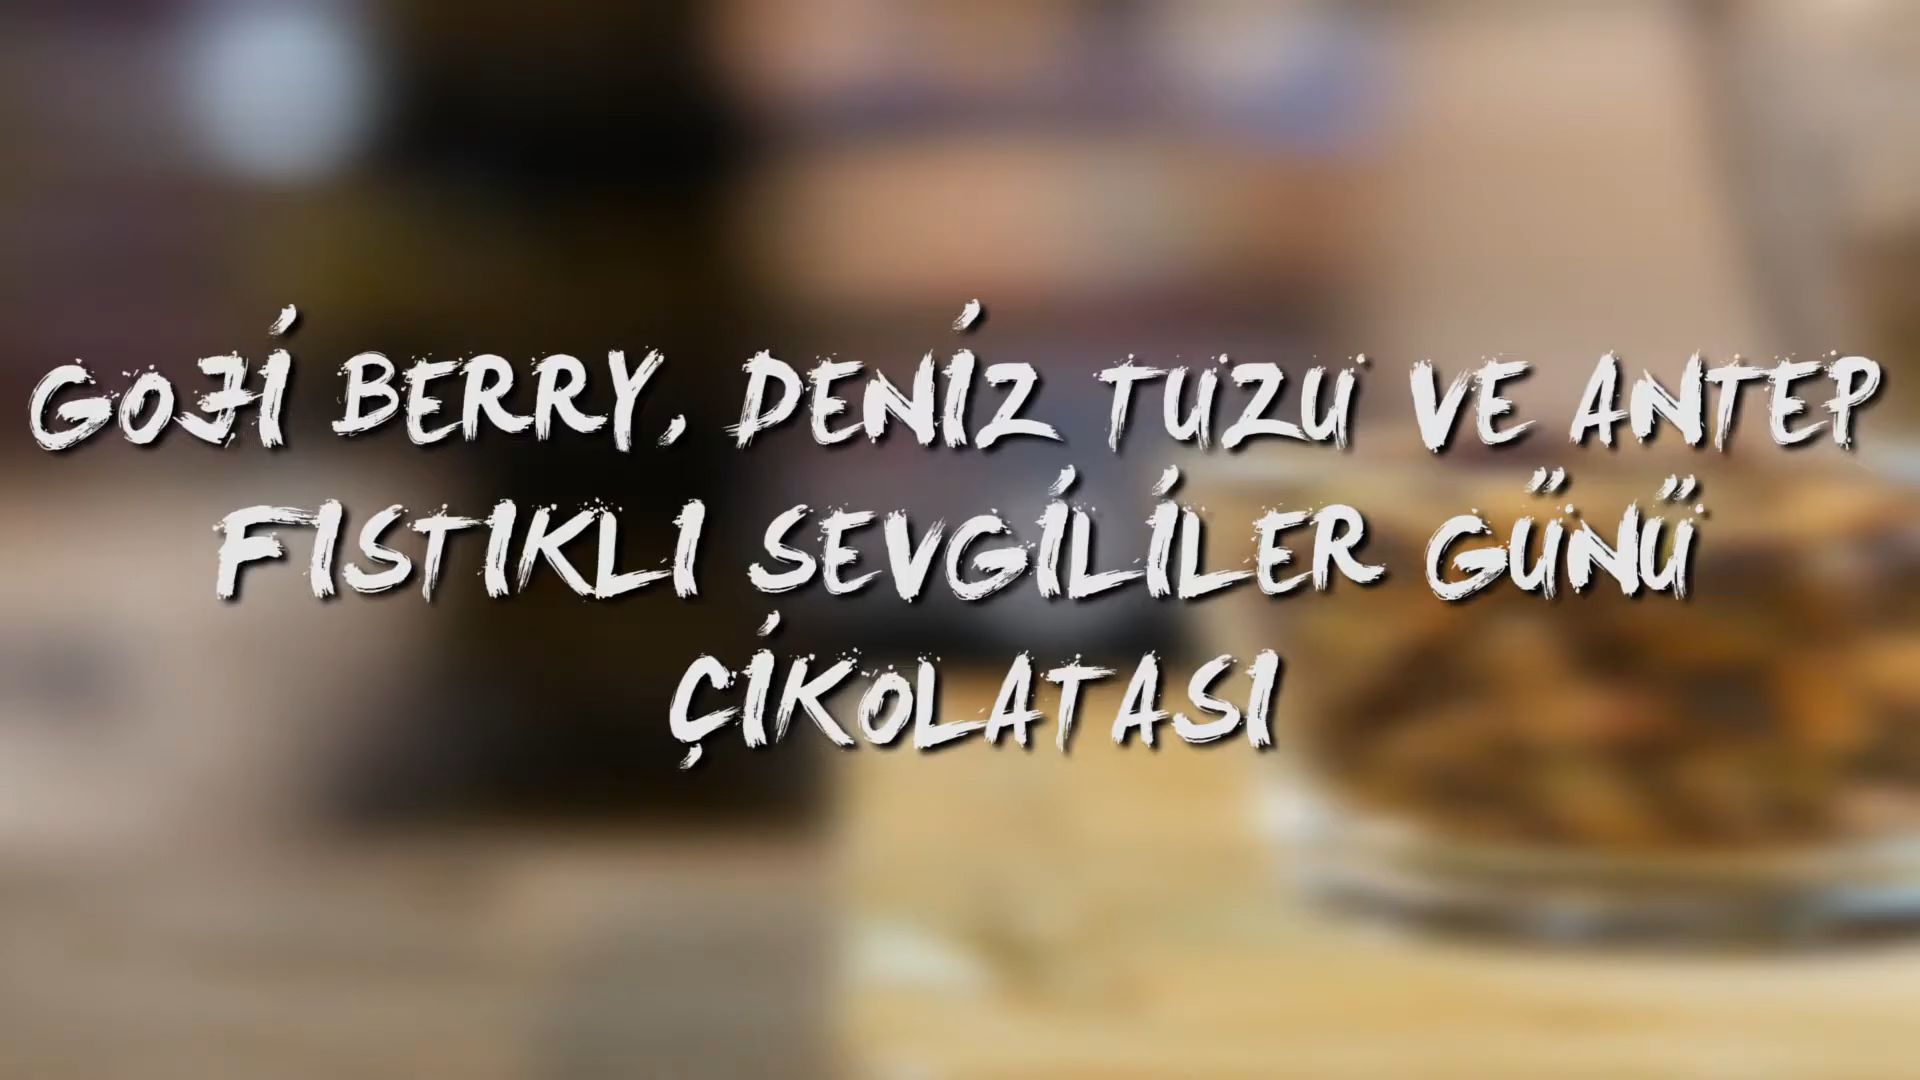 GOJİ BERRY, DENİZ TUZU VE ANTEP
FISTIKLI SEVGİLİLER GÜNÜ
ÇİKOLATASI